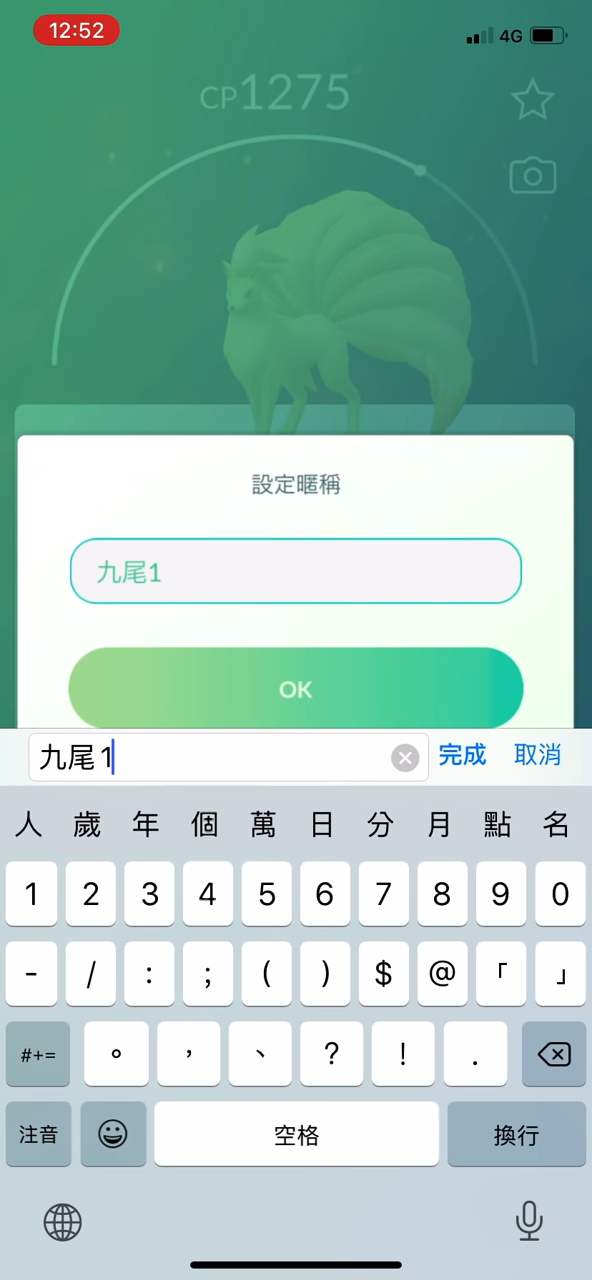 12:52
4G
CP1275
設定暱稱
九尾1
OK
九尾1 完成 取消
人 歲 年 個 萬 日 分 月 點 名
1 2 3 4 5 6 7 8 9 0
- / : ; ( ) $ @ 「 」
#+= 。 , 、 ? ! .
注音 空格 換行